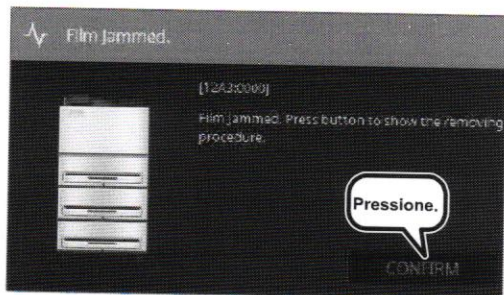 Film Jammed.
[12A3:0000]
Film Jammed. Press button to show the removing
procedure.
Pressione.
CONFIRM